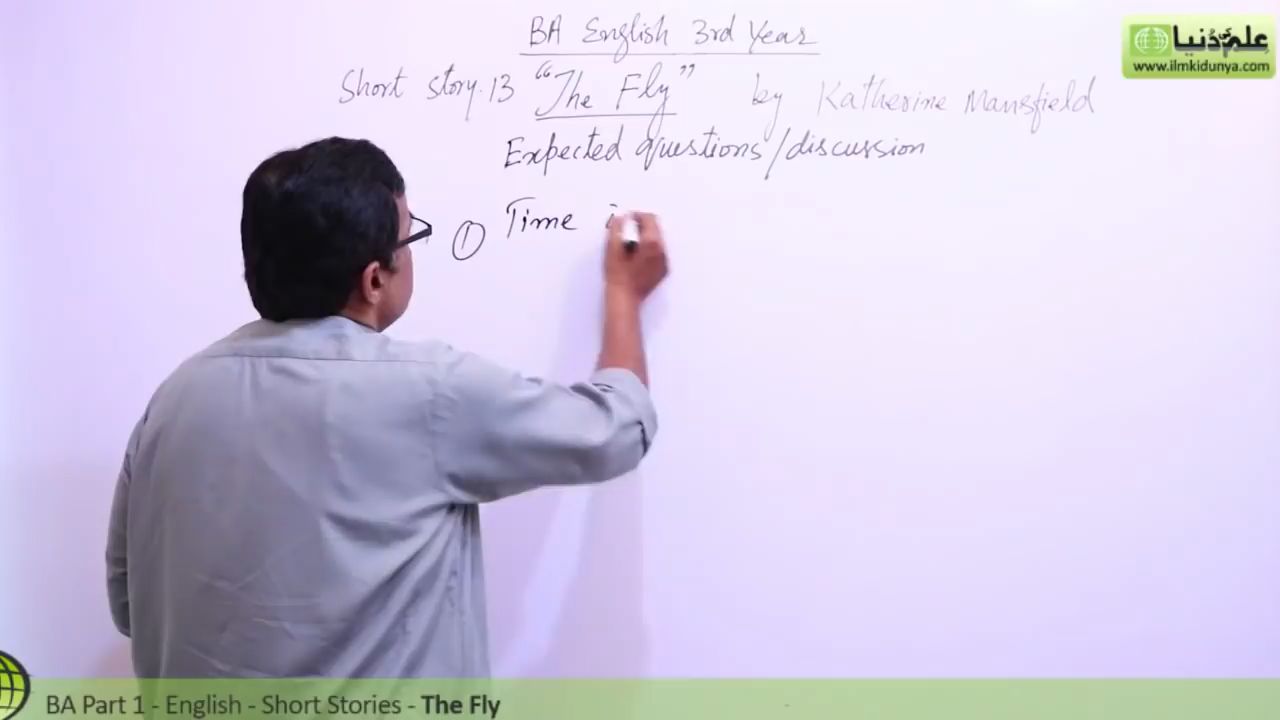 BA English 3rd Year
Short story.13 "The Fly" by Katherine Mansfield
Expected questions/discussion
① Time i
علم کی دنیا
www.ilmkidunya.com
BA Part 1 - English - Short Stories - The Fly